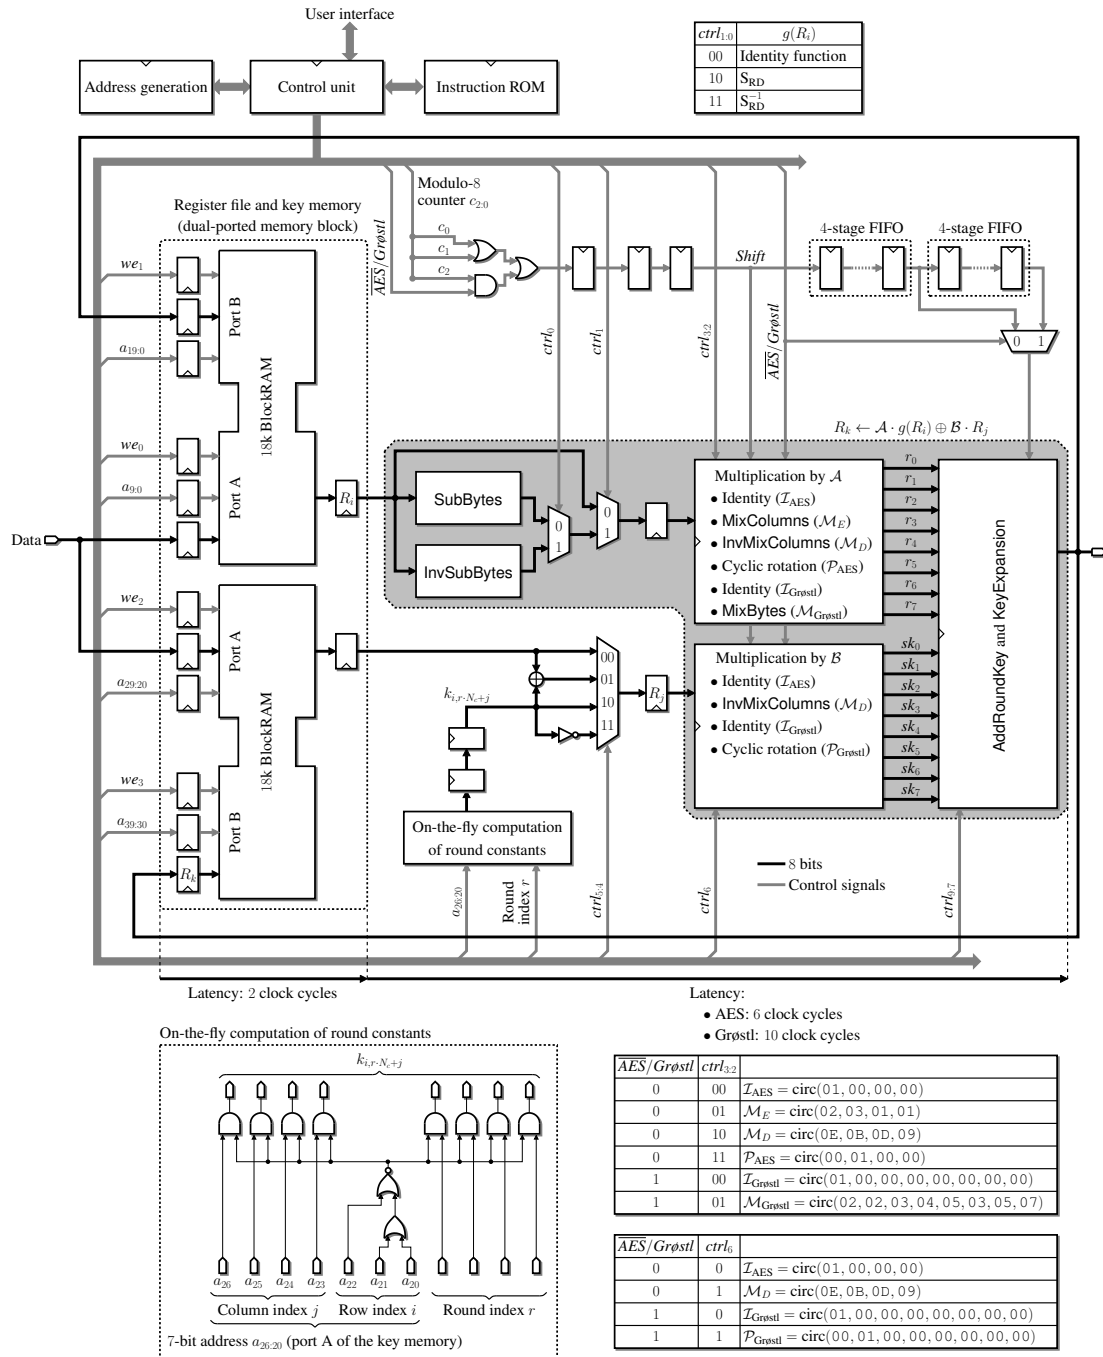 User interface
Address generation
Control unit
Instruction ROM
ctrl1:0 g(Ri)
00 Identity function
10 SRD
11 S−1RD
Modulo-8
counter c2:0
Register file and key memory
(dual-ported memory block)
AES/Grøstl
c0
c1
c2
Shift
4-stage FIFO
4-stage FIFO
0 1
we1
a19:0
we0
a9:0
Port B
18k BlockRAM
Port A
Ri
Data
ctrl0
ctrl1
ctrl3:2
AES/Grøstl
Rk ← A · g(Ri) ⊕ B · Rj
SubBytes
InvSubBytes
0
1
0
1
Multiplication by A
• Identity (IAES)
• MixColumns (ME)
• InvMixColumns (MD)
• Cyclic rotation (PAES)
• Identity (IGrøstl)
• MixBytes (MGrøstl)
r0
r1
r2
r3
r4
r5
r6
r7
AddRoundKey and KeyExpansion
we2
a29:20
we3
a39:30
Rk
Port A
18k BlockRAM
Port B
ki,r·Nc+j
00
01
10
11
Rj
Multiplication by B
• Identity (IAES)
• InvMixColumns (MD)
• Identity (IGrøstl)
• Cyclic rotation (PGrøstl)
sk0
sk1
sk2
sk3
sk4
sk5
sk6
sk7
On-the-fly computation
of round constants
a26:20
Round
index r
ctrl5:4
ctrl6
ctrl9:7
8 bits
Control signals
Latency: 2 clock cycles
Latency:
• AES: 6 clock cycles
• Grøstl: 10 clock cycles
On-the-fly computation of round constants
ki,r·Nc+j
a26 a25 a24 a23 a22 a21 a20
Column index j Row index i Round index r
7-bit address a26:20 (port A of the key memory)
AES/Grøstl ctrl3:2
0 00 IAES = circ(01, 00, 00, 00)
0 01 ME = circ(02, 03, 01, 01)
0 10 MD = circ(0E, 0B, 0D, 09)
0 11 PAES = circ(00, 01, 00, 00)
1 00 IGrøstl = circ(01, 00, 00, 00, 00, 00, 00, 00)
1 01 MGrøstl = circ(02, 02, 03, 04, 05, 03, 05, 07)
AES/Grøstl ctrl6
0 0 IAES = circ(01, 00, 00, 00)
0 1 MD = circ(0E, 0B, 0D, 09)
1 0 IGrøstl = circ(01, 00, 00, 00, 00, 00, 00, 00)
1 1 PGrøstl = circ(00, 01, 00, 00, 00, 00, 00, 00)